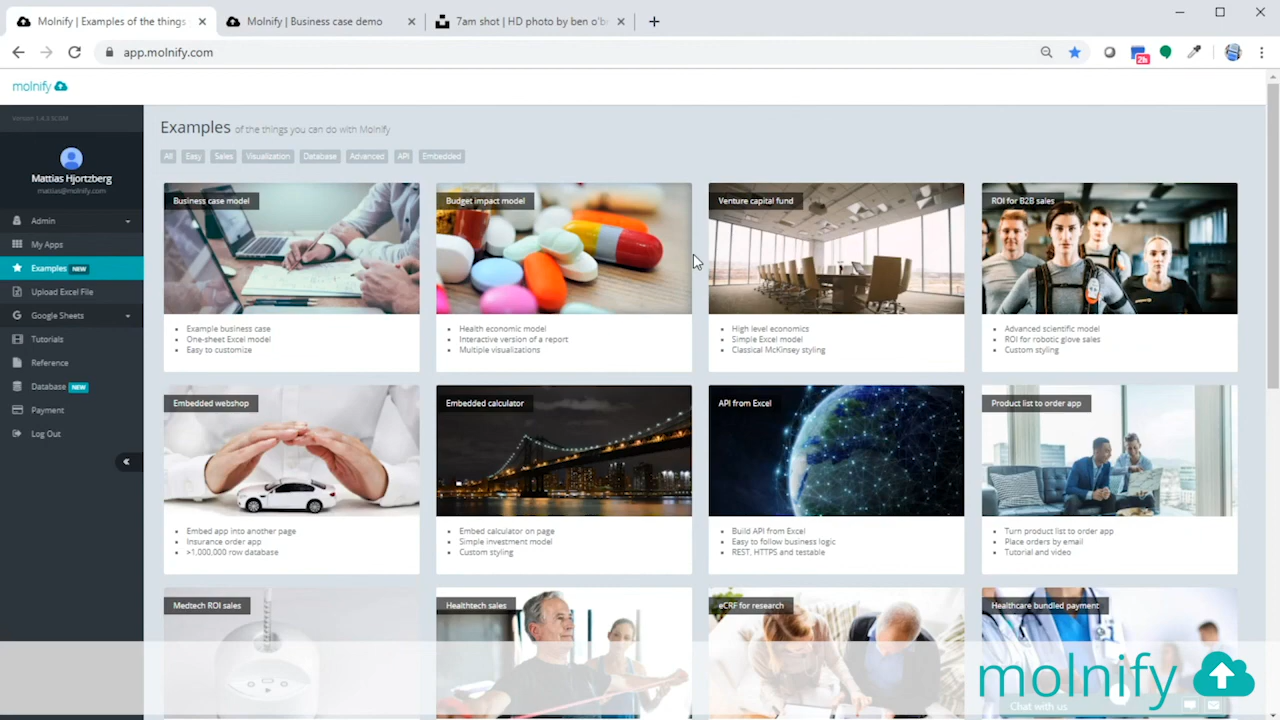 Molnify | Examples of the things
Molnify | Business case demo
7am shot | HD photo by ben o'br
app.molnify.com
2h
molnify
Mattias Hjortzberg
mattias@molnify.com
Admin
My Apps
Examples NEW
Upload Excel File
Google Sheets
Tutorials
Reference
Database NEW
Payment
Log Out
Examples of the things you can do with Molnify
All Easy Sales Visualization Database Advanced API Embedded
Business case model
Example business case
One-sheet Excel model
Easy to customize
Budget impact model
Health economic model
Interactive version of a report
Multiple visualizations
Venture capital fund
High level economics
Simple Excel model
Classical McKinsey styling
ROI for B2B sales
Advanced scientific model
ROI for robotic glove sales
Custom styling
Embedded webshop
Embed app into another page
Insurance order app
>1,000,000 row database
Embedded calculator
Embed calculator on page
Simple investment model
Custom styling
API from Excel
Build API from Excel
Easy to follow business logic
REST, HTTPS and testable
Product list to order app
Turn product list to order app
Place orders by email
Tutorial and video
Medtech ROI sales
Healthtech sales
eCRF for research
Healthcare bundled payment
molnify
Chat with us